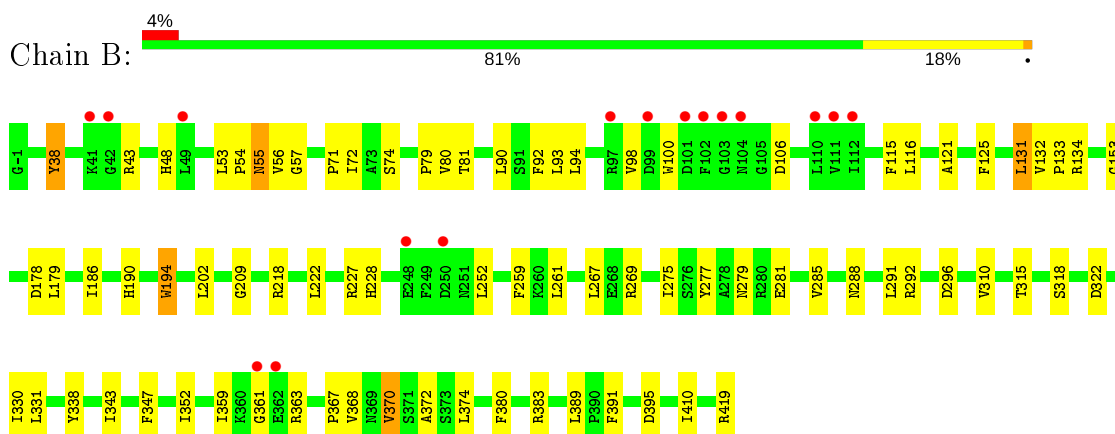 4%
Chain B:
81%
18%
G-1 Y38 K41 G42 R43 H48 L49 L53 P54 N55 V56 G57 P71 I72 A73 S74 P79 V80 T81 L90 S91 F92 L93 L94 R97 V98 D99 W100 D101 F102 G103 N104 G105 D106 L110 V111 I112 F115 L116 A121 F125 L131 V132 P133 R134 G153
D178 L179 I186 H190 W194 L202 G209 R218 L222 R227 H228 E248 F249 D250 N251 L252 F259 K260 L261 L267 E268 R269 I275 S276 Y277 A278 N279 R280 E281 V285 N288 L291 R292 D296 V310 T315 S318 D322
I330 L331 Y338 I343 F347 I352 I359 K360 G361 E362 R363 P367 V368 N369 V370 S371 A372 S373 L374 F380 R383 L389 P390 F391 D395 I410 R419